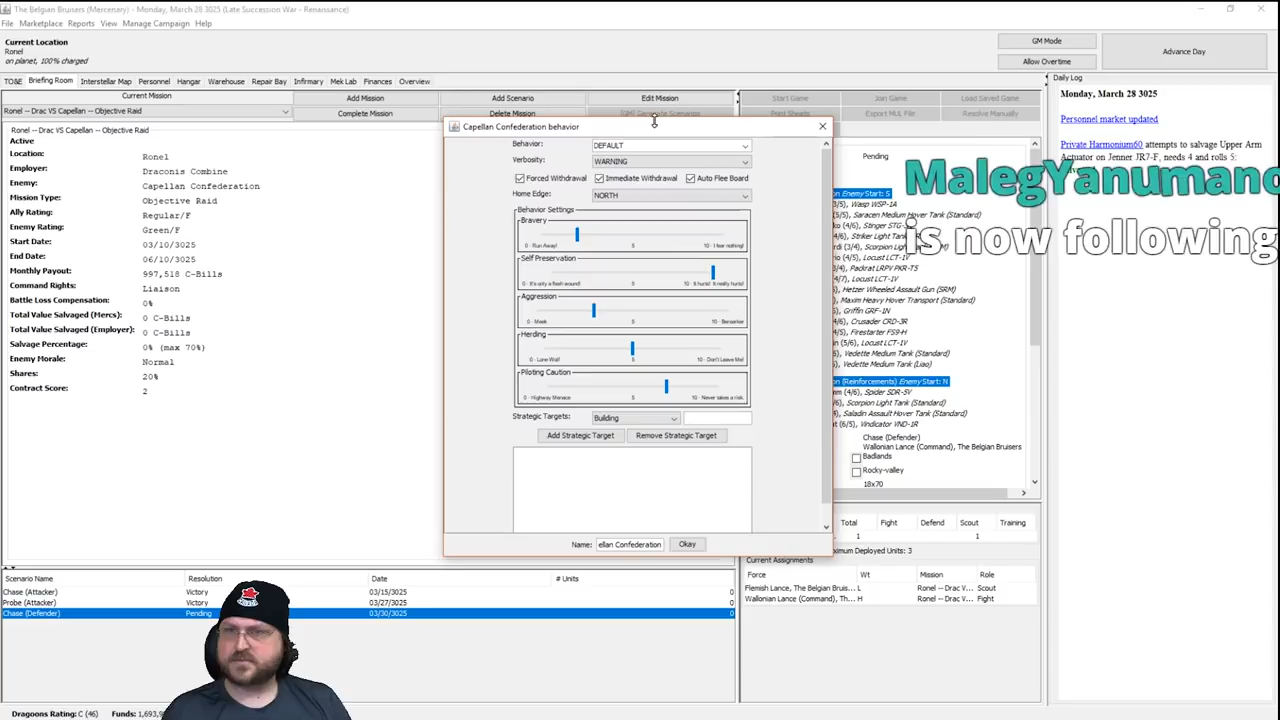 The Belgian Bruisers (Mercenary) - Monday, March 28 3025 (Late Succession War - Renaissance)
File Marketplace Reports View Manage Campaign Help
Current Location
Ronel
on planet, 100% charged
GM Mode
Allow Overtime
Advance Day
TO&E Briefing Room Interstellar Map Personnel Hangar Warehouse Repair Bay Infirmary Mek Lab Finances Overview
Current Mission
Ronel -- Drac VS Capellan -- Objective Raid
Add Mission Add Scenario Edit Mission
Complete Mission Delete Mission
Start Game Join Game Load Saved Game
Print Sheets Export MUL File Resolve Manually
Ronel -- Drac VS Capellan -- Objective Raid
Active
Location: Ronel
Employer: Draconis Combine
Enemy: Capellan Confederation
Mission Type: Objective Raid
Ally Rating: Regular/F
Enemy Rating: Green/F
Start Date: 03/10/3025
End Date: 06/10/3025
Monthly Payout: 997,518 C-Bills
Command Rights: Liaison
Battle Loss Compensation: 0%
Total Value Salvaged (Mercs): 0 C-Bills
Total Value Salvaged (Employer): 0 C-Bills
Salvage Percentage: 0% (max 70%)
Enemy Morale: Normal
Shares: 20%
Contract Score: 2
Capellan Confederation behavior
Behavior: DEFAULT
Verbosity: WARNING
Forced Withdrawal Immediate Withdrawal Auto Flee Board
Home Edge: NORTH
Behavior Settings
Bravery
0 - Run Away! 5 10 - I fear nothing!
Self Preservation
0 - It's only a flesh wound! 5 10 - It hurts! It really hurts!
Aggression
0 - Meek 5 10 - Berserker
Herding
0 - Lone Wolf 5 10 - Don't Leave Me!
Piloting Caution
0 - Highway Menace 5 10 - Never takes a risk.
Strategic Targets: Building
Add Strategic Target Remove Strategic Target
Name: ellan Confederation Okay
Pending
Enemy Start: S
(4/5), Wasp WSP-1A
Saracen Medium Hover Tank (Standard)
Locust LCT-1V
Packrat LRPV PKR-T5
Locust LCT-1V
Hetzer Wheeled Assault Gun (SRM)
Maxim Heavy Hover Transport (Standard)
Griffin GRF-1N
Crusader CRD-3R
Firestarter FS9-H
Locust LCT-1V
Vedette Medium Tank (Standard)
Vedette Medium Tank (Liao)
(Reinforcements) Enemy Start: N
Spider SDR-5V
Scorpion Light Tank (Standard)
Saladin Assault Hover Tank (Standard)
Vindicator VND-1R
Chase (Defender)
Wallonian Lance (Command), The Belgian Bruisers
Badlands
Rocky-valley
18x70
Daily Log
Monday, March 28 3025
Personnel market updated
Private Harmonium60 attempts to salvage Upper Arm Actuator on Jenner JR7-F, needs 4 and rolls 5:
MalegYanumano
is now following
Total Fight Defend Scout Training
1 1
ximum Deployed Units: 3
Current Assignments
Force Wt Mission Role
Flemish Lance, The Belgian Bruis... L Ronel -- Drac V... Scout
Wallonian Lance (Command), Th... H Ronel -- Drac V... Fight
Scenario Name Resolution Date # Units
Chase (Attacker) Victory 03/15/3025 0
Probe (Attacker) Victory 03/27/3025 0
Chase (Defender) Pending 03/30/3025 0
Dragoons Rating: C (46) Funds: 1,693,9